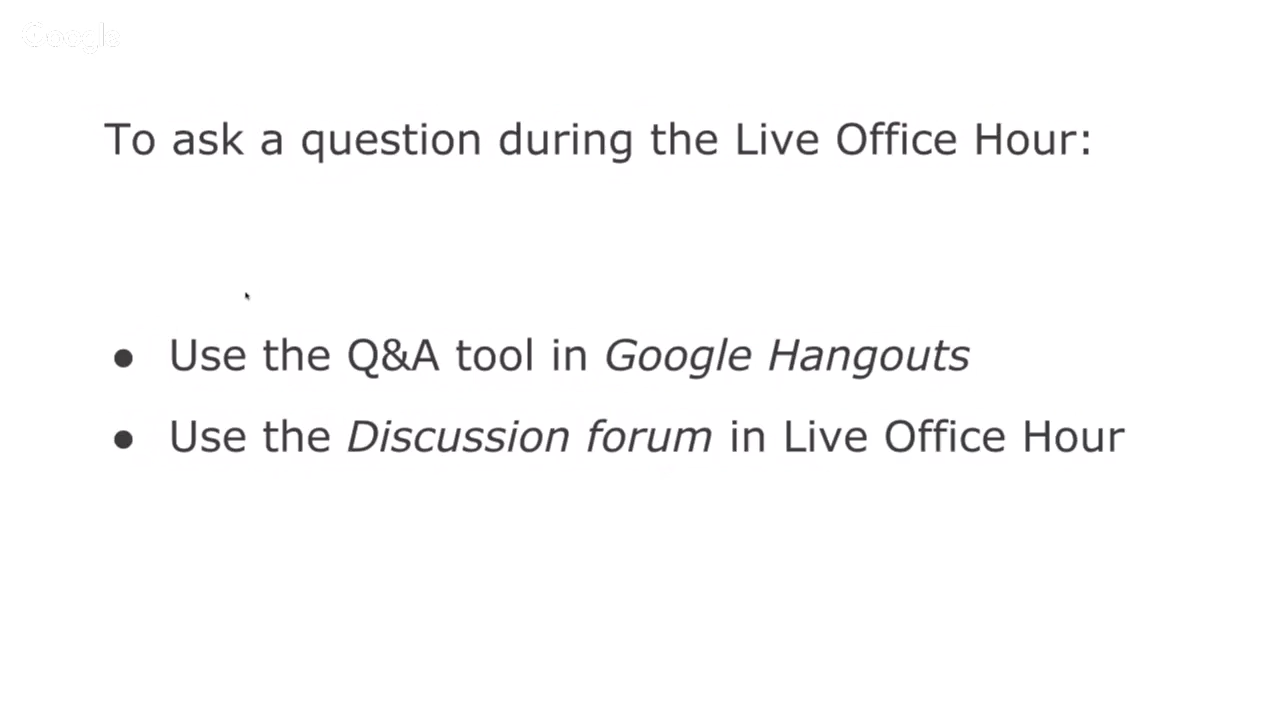 Google
To ask a question during the Live Office Hour:
● Use the Q&A tool in Google Hangouts
● Use the Discussion forum in Live Office Hour